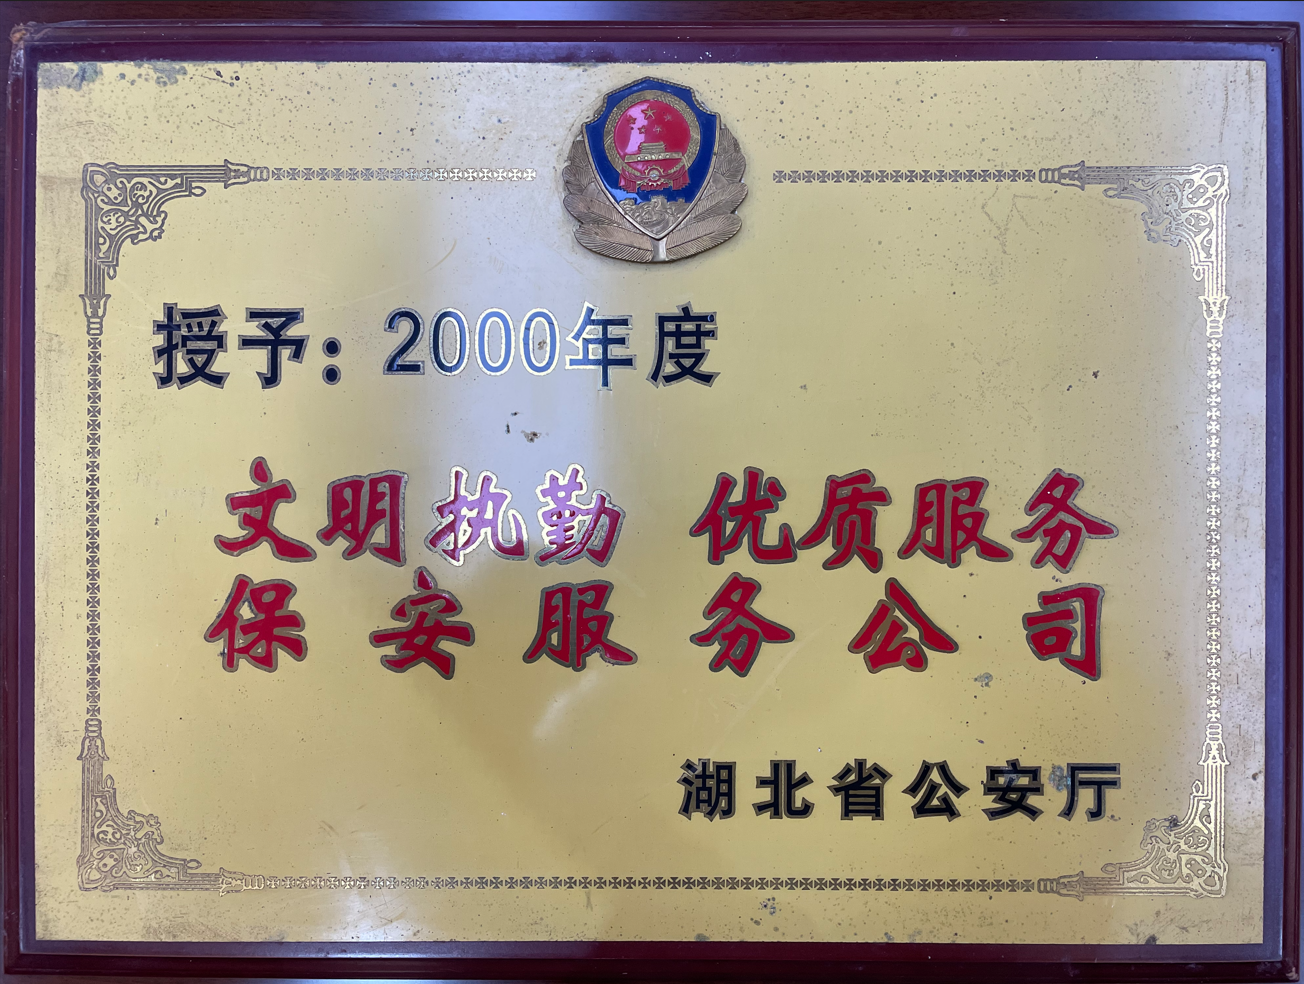 授予：2000年度
文明执勤 优质服务
保安服务公司
湖北省公安厅